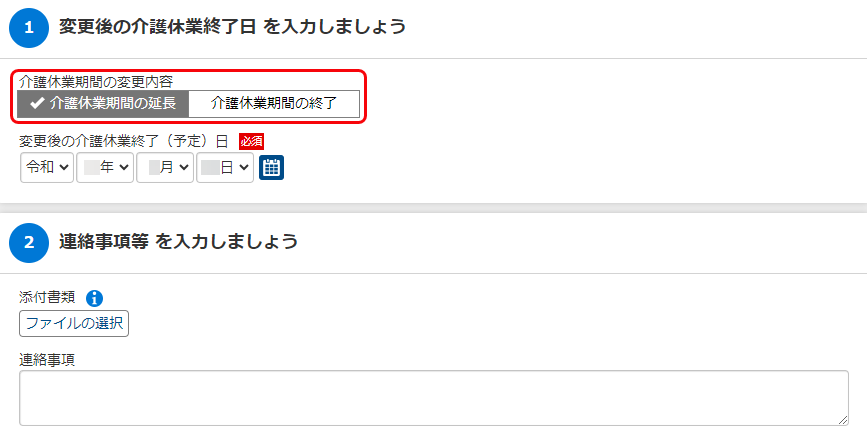 1 変更後の介護休業終了日 を入力しましょう
介護休業期間の変更内容
介護休業期間の延長 介護休業期間の終了
変更後の介護休業終了（予定）日 必須
令和 年 月 日
2 連絡事項等 を入力しましょう
添付書類 i
ファイルの選択
連絡事項